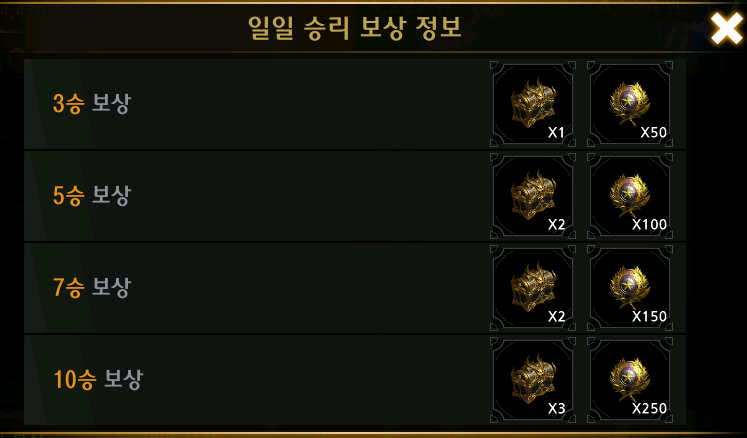 일일 승리 보상 정보
3승 보상
X1 X50
5승 보상
X2 X100
7승 보상
X2 X150
10승 보상
X3 X250